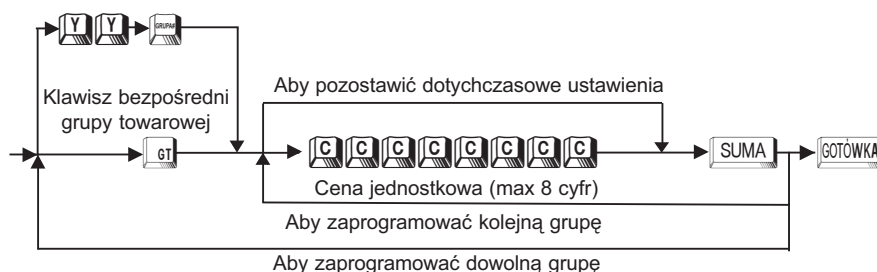 Y Y GRUPA#
Aby pozostawić dotychczasowe ustawienia
Klawisz bezpośredni
grupy towarowej
GT C C C C C C C C SUMA GOTÓWKA
Cena jednostkowa (max 8 cyfr)
Aby zaprogramować kolejną grupę
Aby zaprogramować dowolną grupę